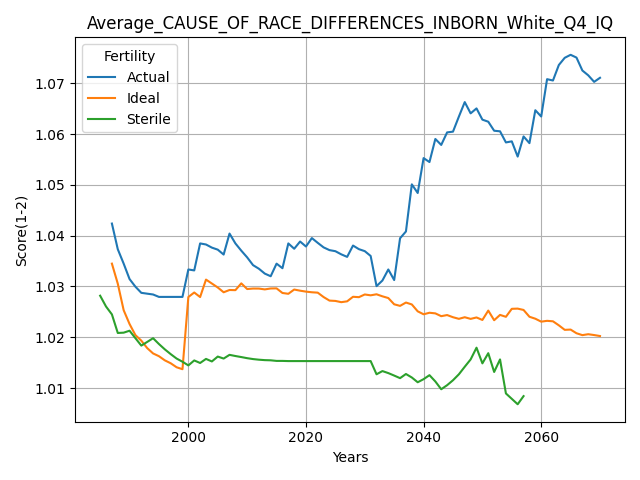 Average_CAUSE_OF_RACE_DIFFERENCES_INBORN_White_Q4_IQ
Fertility
Actual
Ideal
Sterile
Score(1-2)
1.07
1.06
1.05
1.04
1.03
1.02
1.01
2000
2020
2040
2060
Years